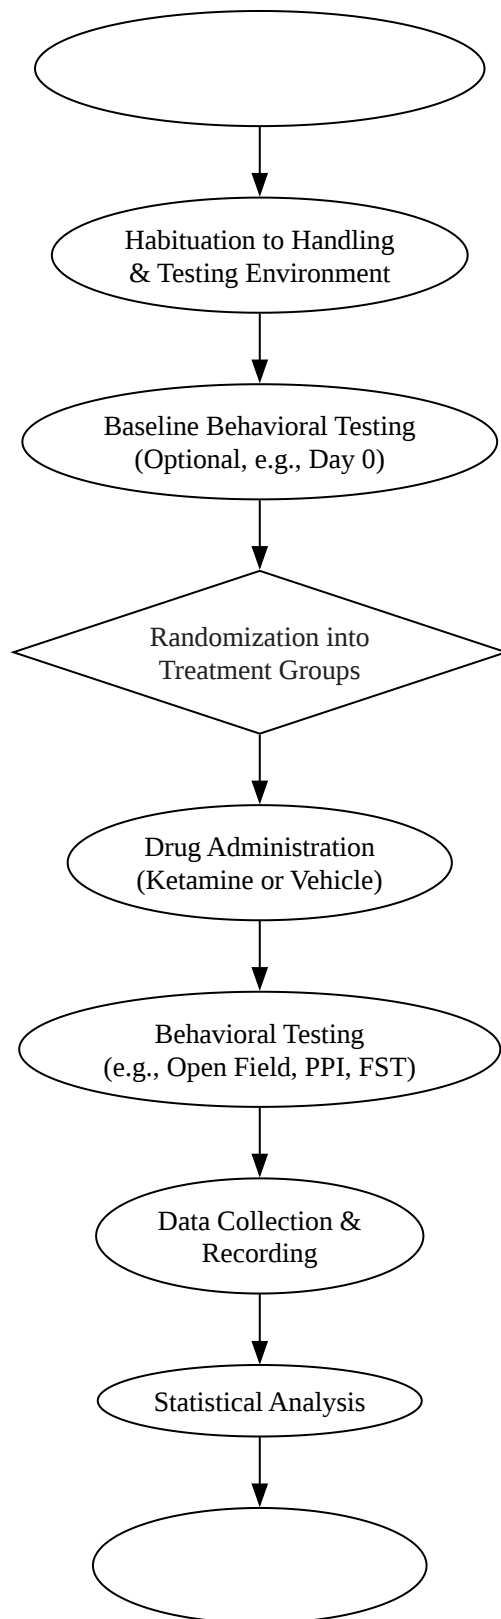 Habituation to Handling
& Testing Environment
Baseline Behavioral Testing
(Optional, e.g., Day 0)
Randomization into
Treatment Groups
Drug Administration
(Ketamine or Vehicle)
Behavioral Testing
(e.g., Open Field, PPI, FST)
Data Collection &
Recording
Statistical Analysis